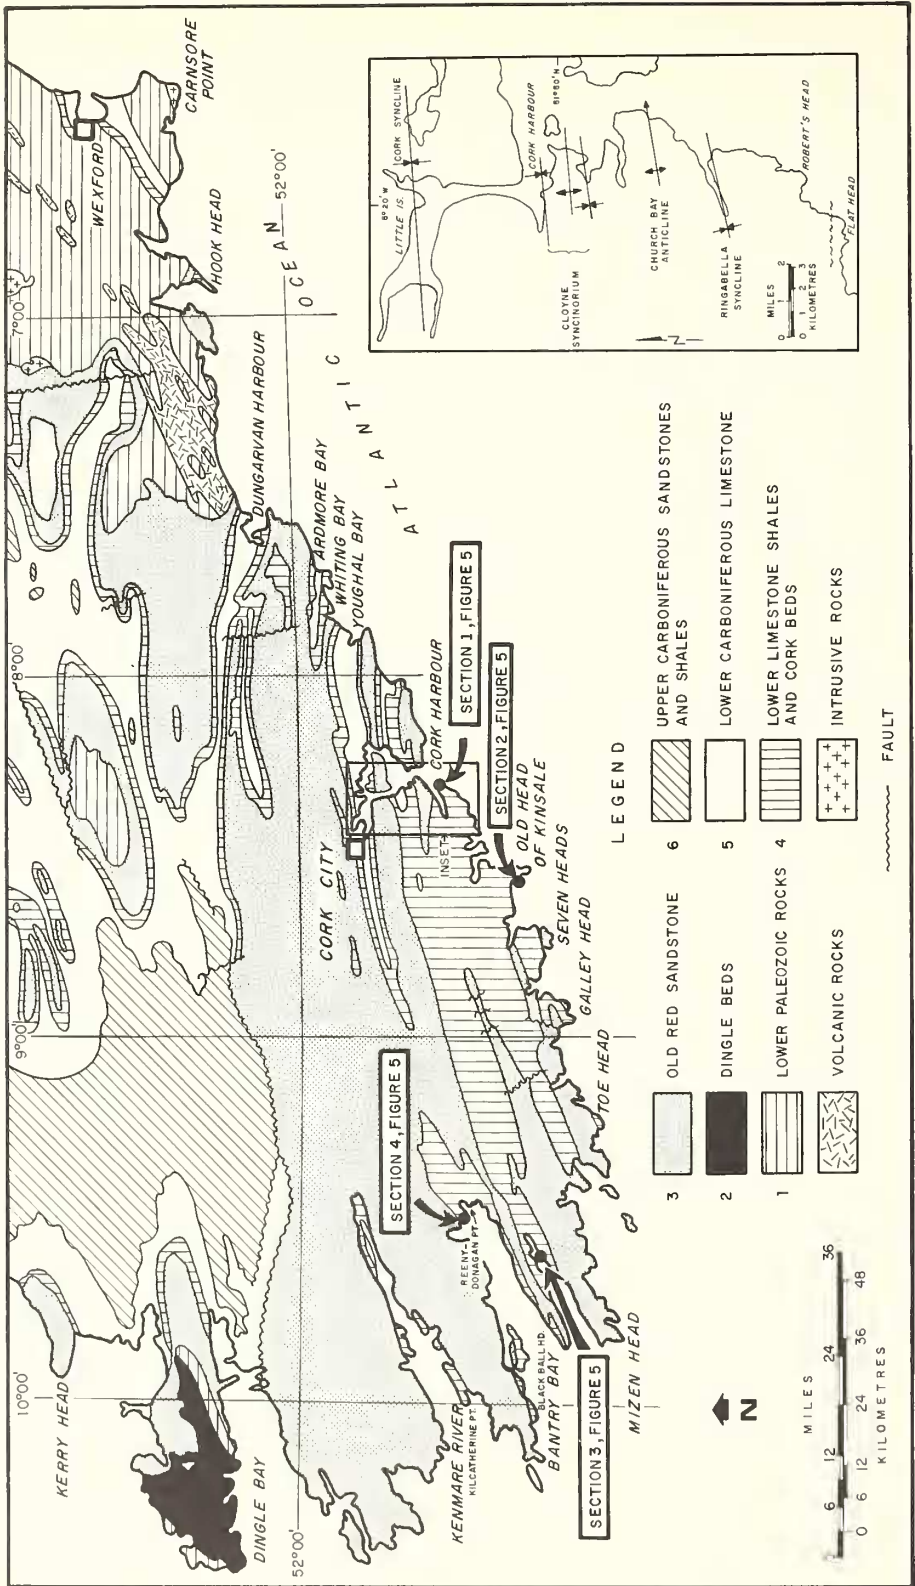 KERRY HEAD
10°00'
9°00'
8°00'
7°00'
WEXFORD
CARNSORE
POINT
HOOK HEAD
52°00'
DINGLE BAY
52°00'
DUNGARVAN HARBOUR
ARDMORE BAY
WHITING BAY
YOUGHAL BAY
ATLANTIC
OCEAN
CORK CITY
CORK HARBOUR
INSET
SECTION 1, FIGURE 5
SECTION 2, FIGURE 5
OLD HEAD
OF KINSALE
SEVEN HEADS
GALLEY HEAD
TOE HEAD
SECTION 4, FIGURE 5
REENY-
DONAGAN PT.
KENMARE RIVER
KILCATHERINE PT.
BLACK BALL HD.
BANTRY BAY
SECTION 3, FIGURE 5
MIZEN HEAD
N
MILES
6 12 24 36
0 6 12 24 36 48
KILOMETRES
LEGEND
3 OLD RED SANDSTONE
2 DINGLE BEDS
1 LOWER PALEOZOIC ROCKS
VOLCANIC ROCKS
6 UPPER CARBONIFEROUS SANDSTONES
AND SHALES
5 LOWER CARBONIFEROUS LIMESTONE
4 LOWER LIMESTONE SHALES
AND CORK BEDS
INTRUSIVE ROCKS
FAULT
8°20'W
LITTLE IS.
CORK SYNCLINE
CORK HARBOUR
51°50'N
CLOYNE
SYNCINORIUM
CHURCH BAY
ANTICLINE
RINGABELLA
SYNCLINE
ROBERT'S HEAD
FLAT HEAD
N
MILES
0 1 2
0 1 2 3
KILOMETRES